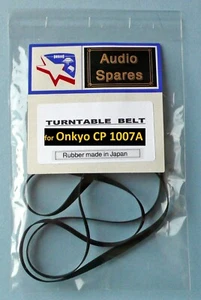 Audio
Spares
TURNTABLE BELT
for Onkyo CP 1007A
Rubber made in Japan